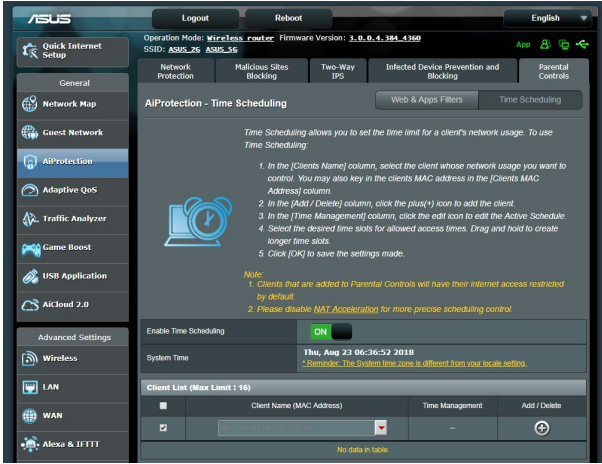 ASUS
Logout
Reboot
English
Operation Mode: Wireless router Firmware Version: 3.0.0.4.384_4360
SSID: ASUS_2G ASUS_5G
App
Quick Internet
Setup
General
Network Map
Guest Network
AiProtection
Adaptive QoS
Traffic Analyzer
Game Boost
USB Application
AiCloud 2.0
Advanced Settings
Wireless
LAN
WAN
Alexa & IFTTT
Network
Protection
Malicious Sites
Blocking
Two-Way
IPS
Infected Device Prevention and
Blocking
Parental
Controls
AiProtection - Time Scheduling
Web & Apps Filters
Time Scheduling
Time Scheduling allows you to set the time limit for a client's network usage. To use
Time Scheduling:
1. In the [Clients Name] column, select the client whose network usage you want to
control. You may also key in the clients MAC address in the [Clients MAC
Address] column.
2. In the [Add / Delete] column, click the plus(+) icon to add the client.
3. In the [Time Management] column, click the edit icon to edit the Active Schedule.
4. Select the desired time slots for allowed access times. Drag and hold to create
longer time slots.
5. Click [OK] to save the settings made.
Note:
1. Clients that are added to Parental Controls will have their internet access restricted
by default.
2. Please disable NAT Acceleration for more precise scheduling control.
Enable Time Scheduling
ON
System Time
Thu, Aug 23 06:36:52 2018
* Reminder: The System time zone is different from your locale setting.
Client List (Max Limit : 16)
Client Name (MAC Address)
Time Management
Add / Delete
--
No data in table.